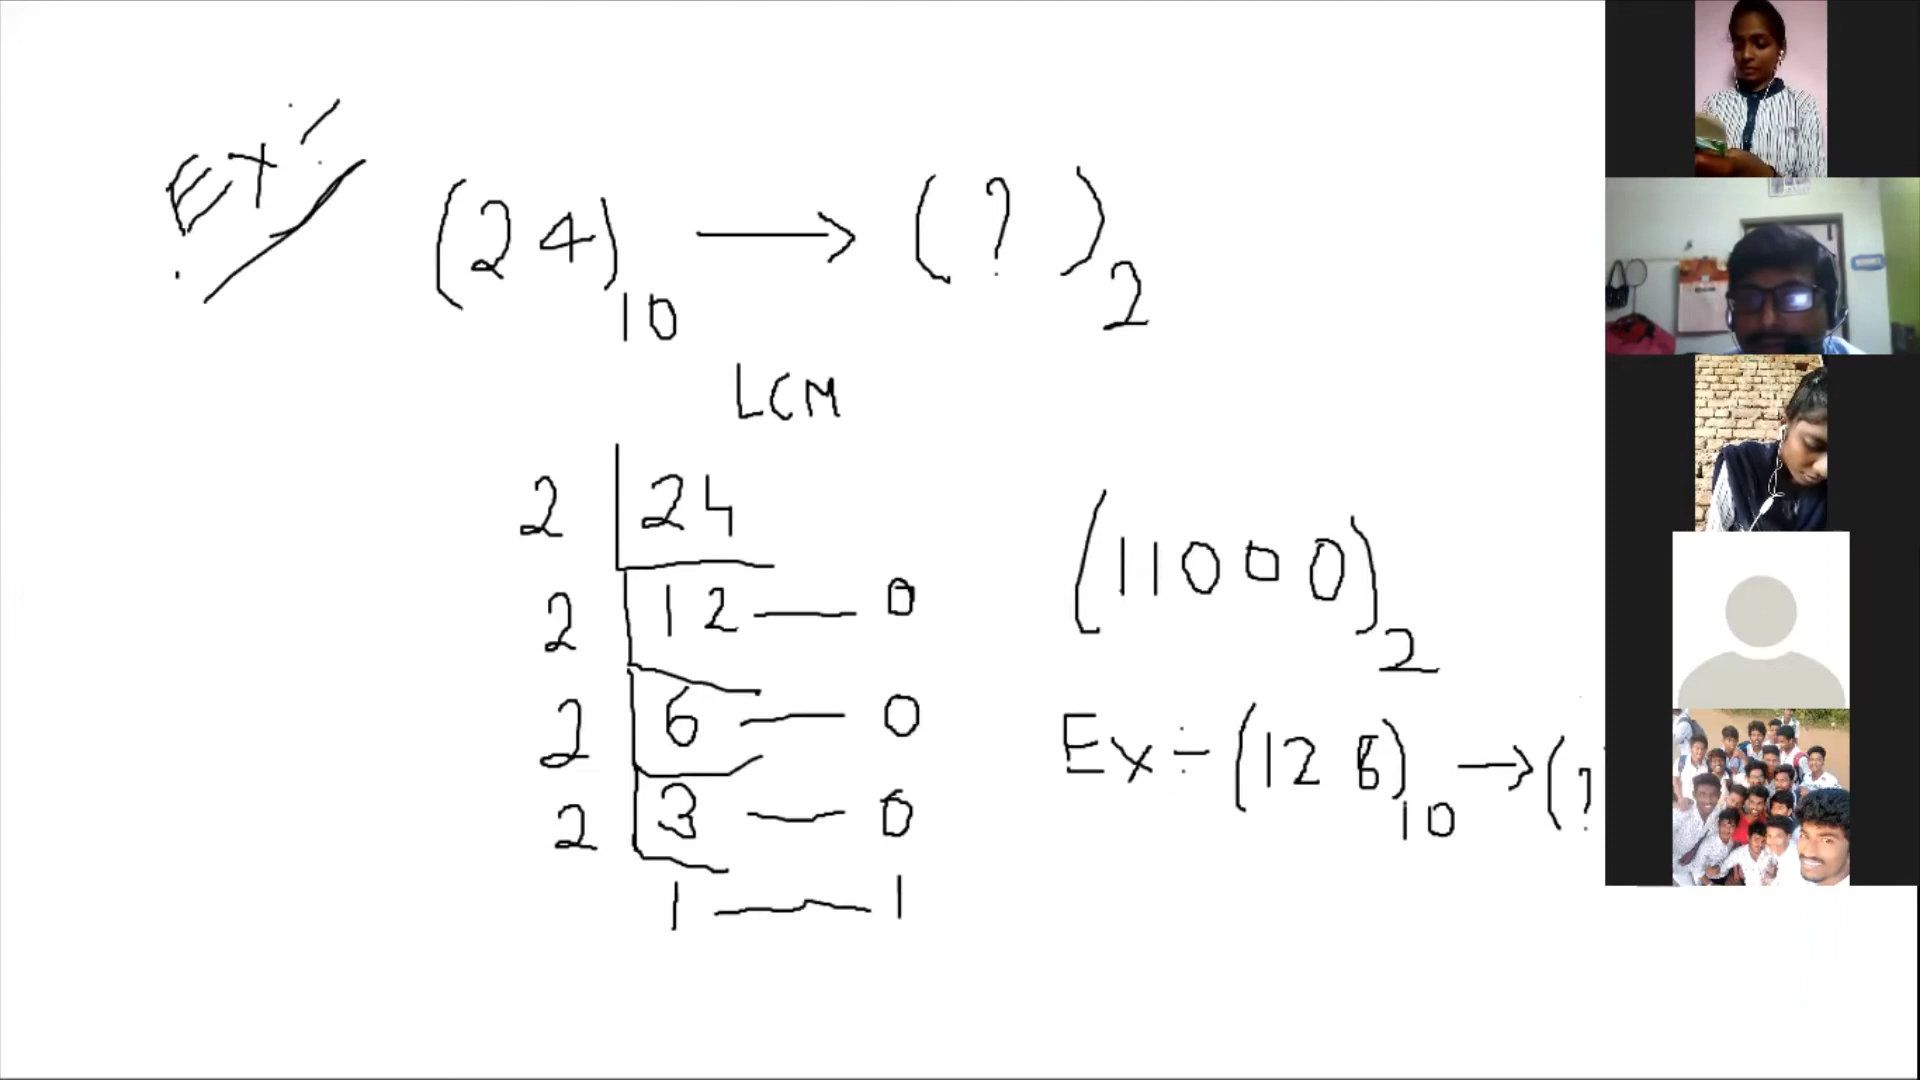 Ex:
(24)10 → (?)2
LCM
2 | 24
2 | 12 — 0
2 | 6 — 0
2 | 3 — 0
1 — 1
(11000)2
Ex :- (12 )10 → (?